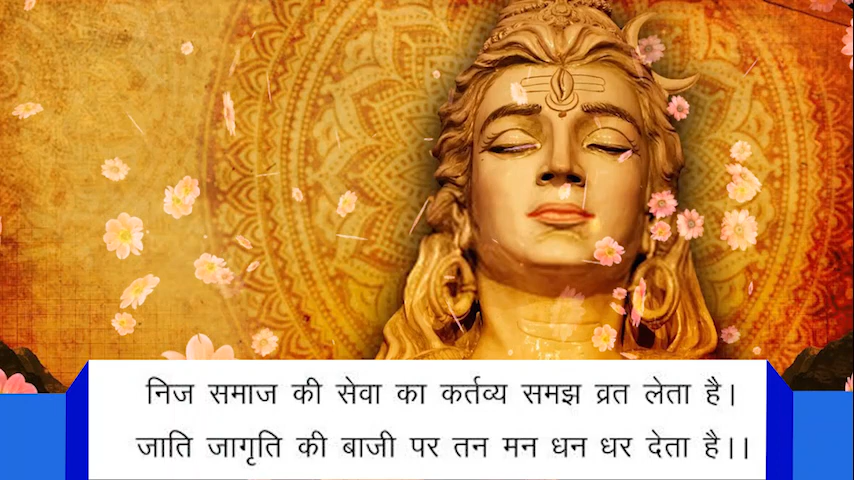 निज समाज की सेवा का कर्तव्य समझ व्रत लेता है।
जाति जागृति की बाजी पर तन मन धन धर देता है।।